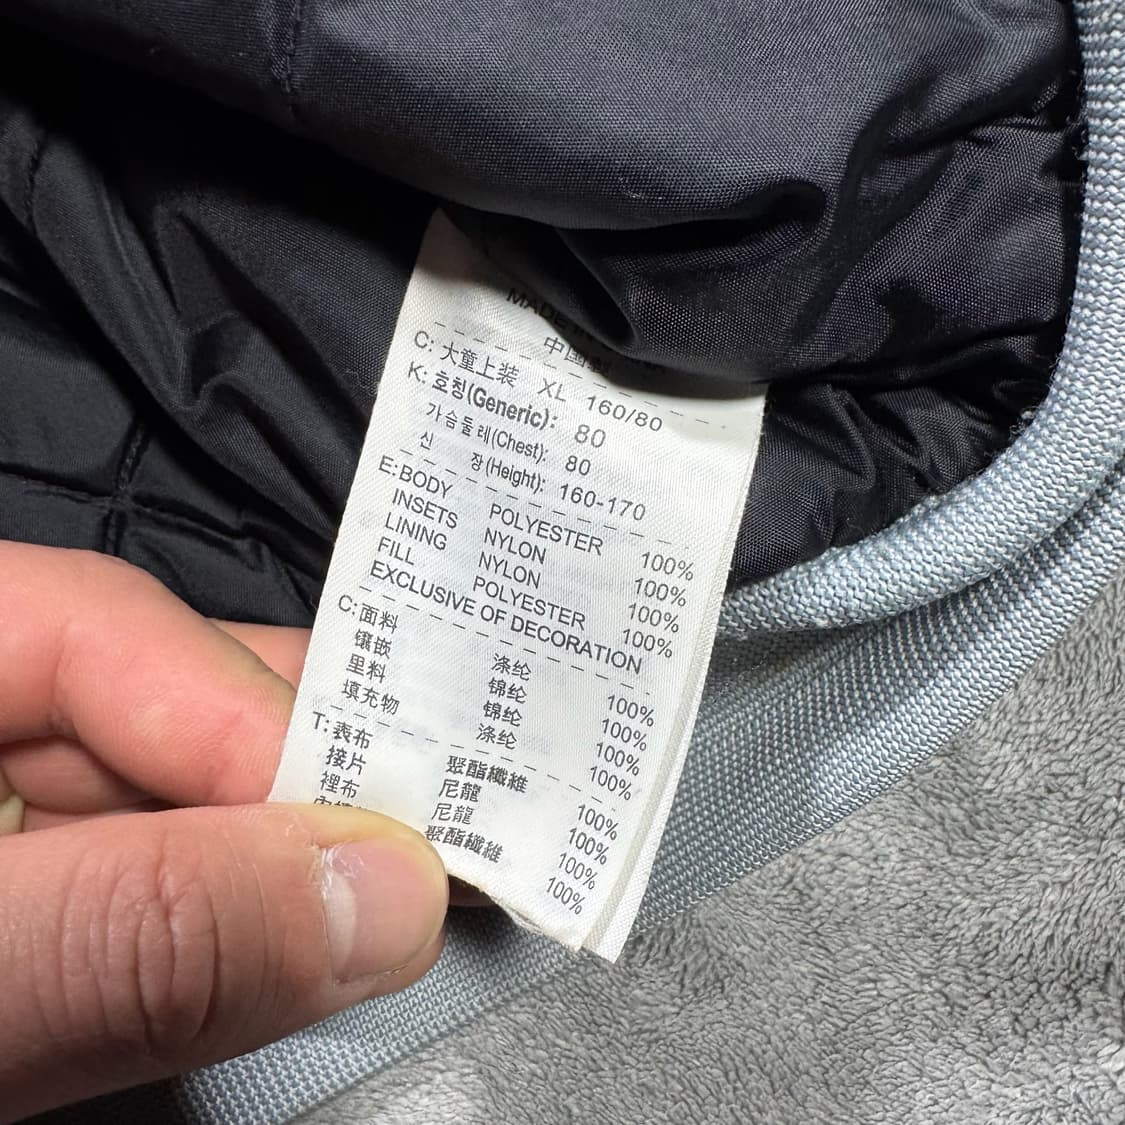 MADE
中國製
C: 大童上装 XL 160/80
K: 호칭(Generic): 80
가슴둘레(Chest): 80
신 장(Height): 160-170
E: BODY POLYESTER 100%
INSETS NYLON 100%
LINING NYLON 100%
FILL POLYESTER 100%
EXCLUSIVE OF DECORATION
C: 面料 涤纶 100%
镶嵌 锦纶 100%
里料 锦纶 100%
填充物 涤纶 100%
T: 表布 聚酯纖維 100%
接片 尼龍 100%
裡布 尼龍 100%
聚酯纖維 100%